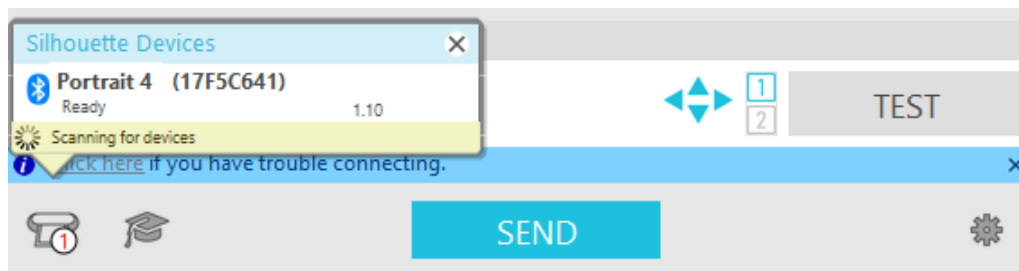 Silhouette Devices
Portrait 4 (17F5C641)
Ready 1.10
Scanning for devices
1
2
TEST
click here if you have trouble connecting.
1
SEND